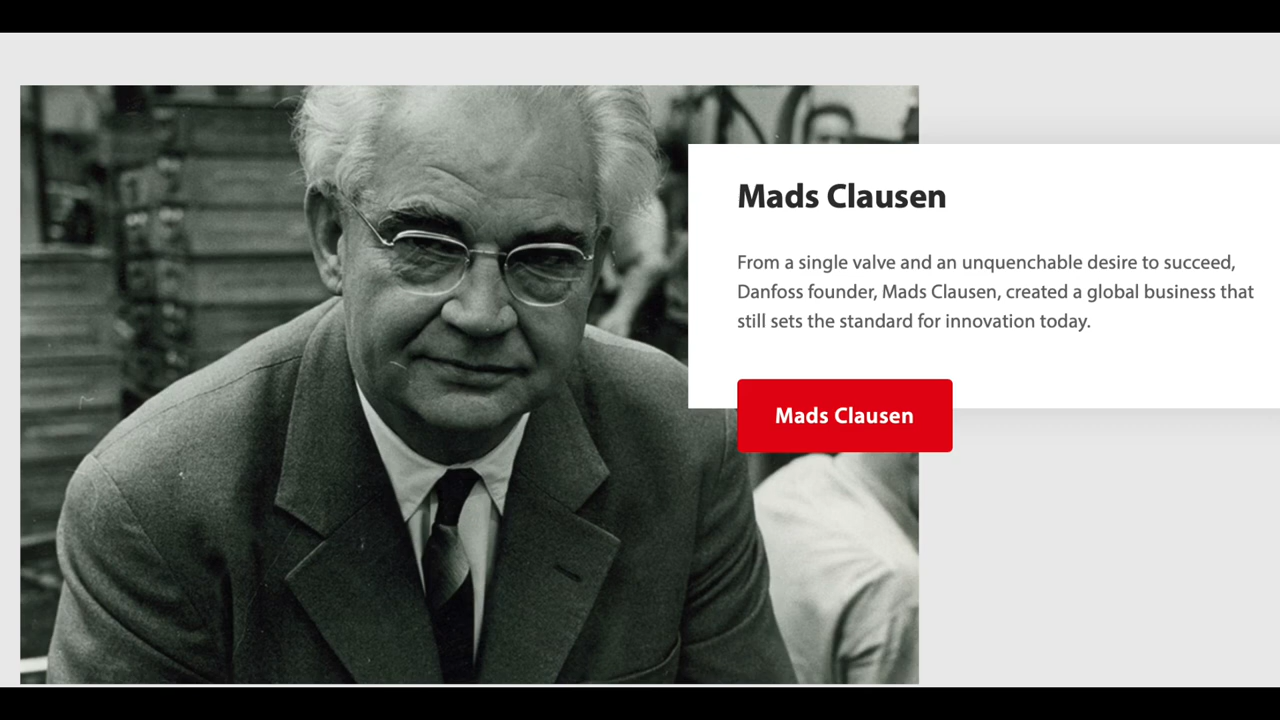 Mads Clausen
From a single valve and an unquenchable desire to succeed,
Danfoss founder, Mads Clausen, created a global business that
still sets the standard for innovation today.
Mads Clausen